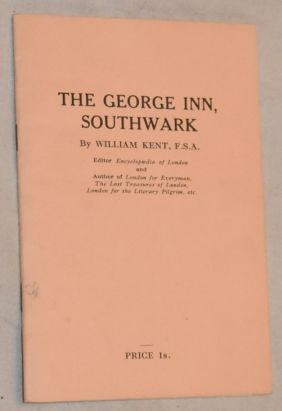 THE GEORGE INN,
SOUTHWARK
By WILLIAM KENT, F.S.A.
Editor Encyclopædia of London
and
Author of London for Everyman,
The Lost Treasures of London,
London for the Literary Pilgrim, etc.
PRICE 1s.